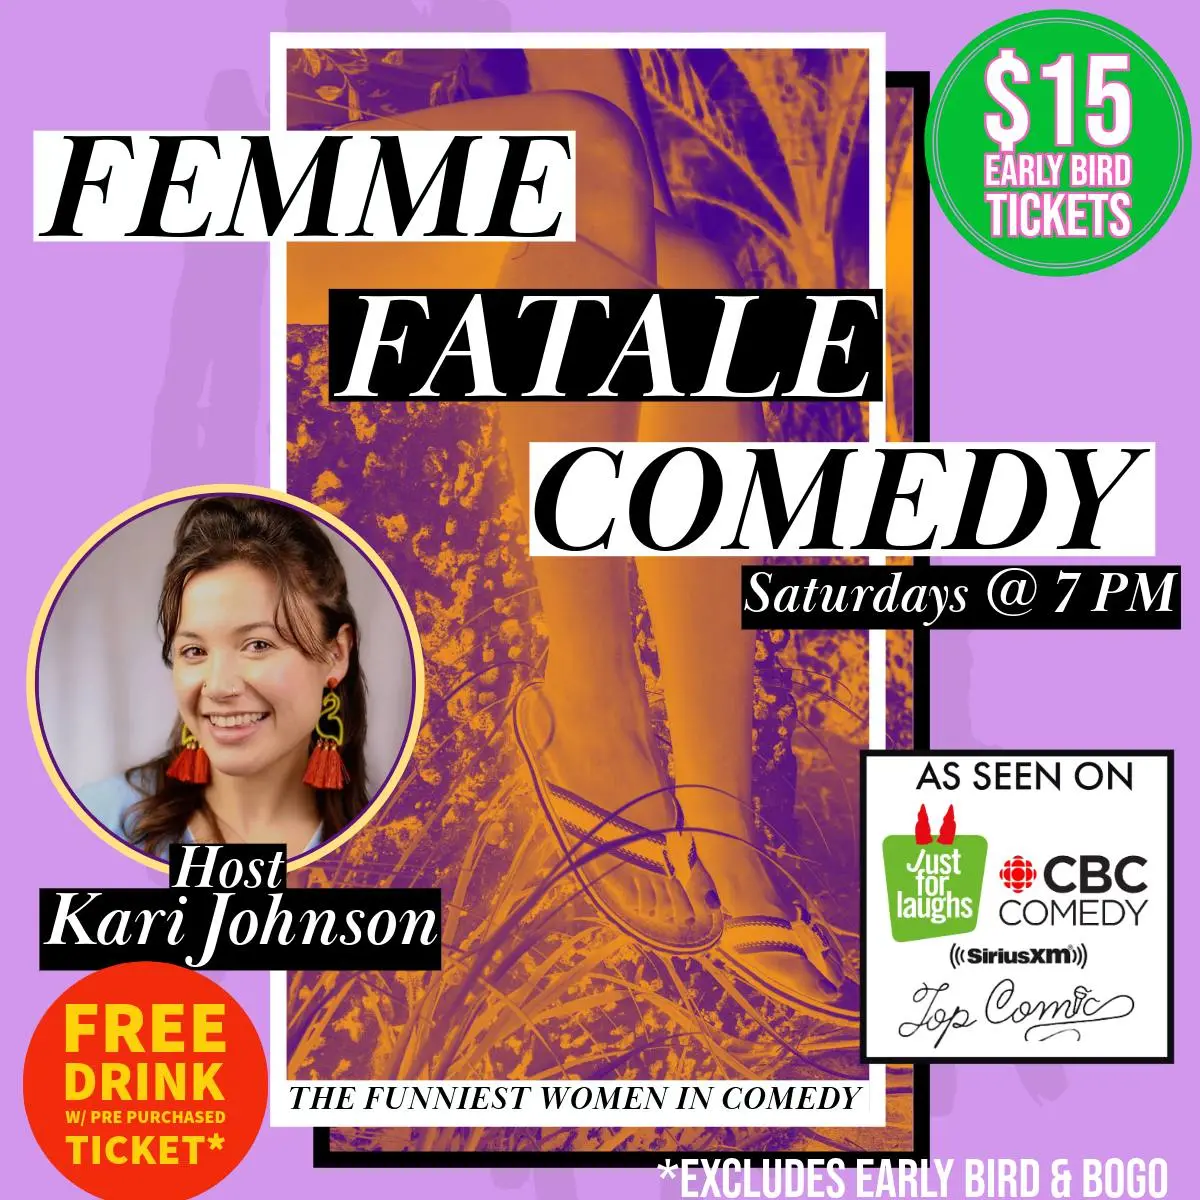 $15
EARLY BIRD
TICKETS
FEMME
FATALE
COMEDY
Saturdays @ 7 PM
AS SEEN ON
Just
for
laughs
CBC
COMEDY
SiriusXM
Top Comic
Host
Kari Johnson
FREE
DRINK
W/ PRE PURCHASED
TICKET*
THE FUNNIEST WOMEN IN COMEDY
*EXCLUDES EARLY BIRD & BOGO